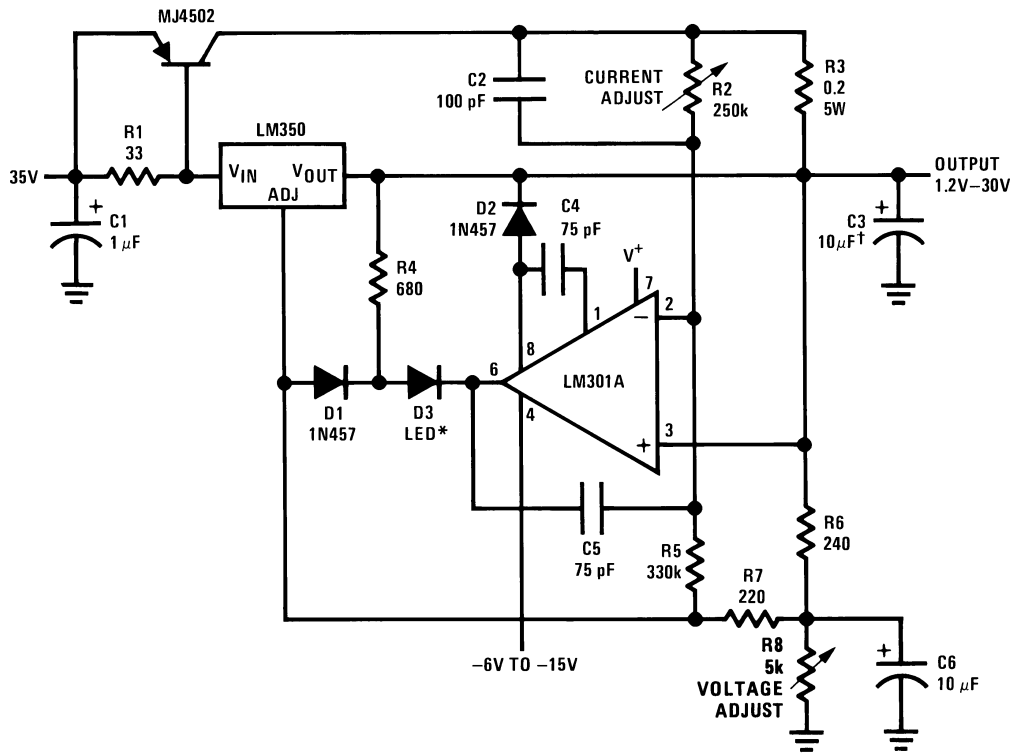 MJ4502
C2
100 pF
CURRENT
ADJUST
R2
250k
R3
0.2
5W
R1
33
LM350
35V
VIN
VOUT
ADJ
OUTPUT
1.2V–30V
C1
1 μF
+
R4
680
D2
1N457
C4
75 pF
V+
7
C3
10μF†
+
1
2
−
8
6
LM301A
4
3
+
D1
1N457
D3
LED*
C5
75 pF
R5
330k
R6
240
R7
220
−6V TO −15V
R8
5k
VOLTAGE
ADJUST
+
C6
10 μF